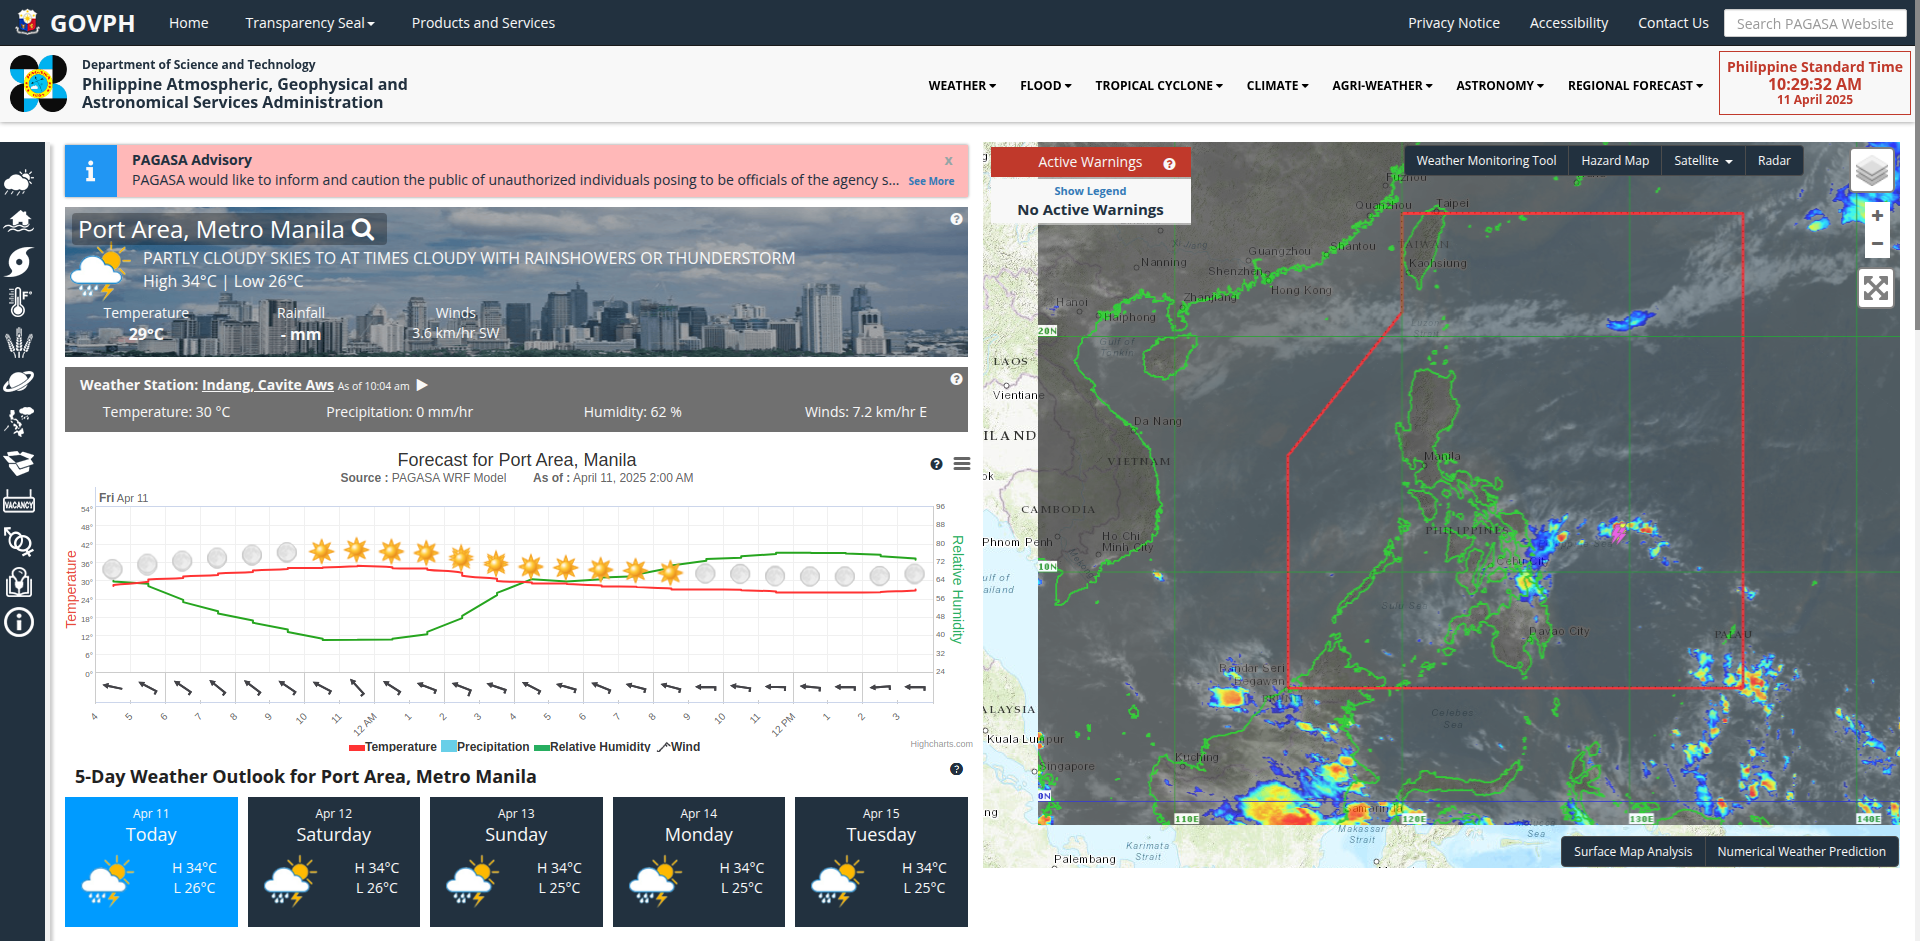 GOVPH
Home
Transparency Seal
Products and Services
Privacy Notice
Accessibility
Contact Us
Search PAGASA Website
Department of Science and Technology
Philippine Atmospheric, Geophysical and
Astronomical Services Administration
WEATHER
FLOOD
TROPICAL CYCLONE
CLIMATE
AGRI-WEATHER
ASTRONOMY
REGIONAL FORECAST
Philippine Standard Time
10:29:32 AM
11 April 2025
VACANCY
PAGASA Advisory
x
PAGASA would like to inform and caution the public of unauthorized individuals posing to be officials of the agency s... See More
Port Area, Metro Manila
PARTLY CLOUDY SKIES TO AT TIMES CLOUDY WITH RAINSHOWERS OR THUNDERSTORM
High 34°C | Low 26°C
Temperature Rainfall Winds
29°C - mm 3.6 km/hr SW
Weather Station: Indang, Cavite Aws As of 10:04 am
Temperature: 30 °C Precipitation: 0 mm/hr Humidity: 62 % Winds: 7.2 km/hr E
Forecast for Port Area, Manila
Source : PAGASA WRF Model As of : April 11, 2025 2:00 AM
Fri Apr 11
54° 96
48° 88
42° 80
36° 72
30° 64
24° 56
18° 48
12° 40
6° 32
0° 24
Temperature
Relative Humidity
4 5 6 7 8 9 10 11 12 AM 1 2 3 4 5 6 7 8 9 10 11 12 PM 1 2 3
Temperature Precipitation Relative Humidity Wind
Highcharts.com
5-Day Weather Outlook for Port Area, Metro Manila
Apr 11
Today
H 34°C
L 26°C
Apr 12
Saturday
H 34°C
L 26°C
Apr 13
Sunday
H 34°C
L 25°C
Apr 14
Monday
H 34°C
L 25°C
Apr 15
Tuesday
H 34°C
L 25°C
Active Warnings
Show Legend
No Active Warnings
Weather Monitoring Tool
Hazard Map
Satellite
Radar
+
−
Fuzhou
Quanzhou
Taipei
Guangzhou
Shantou
TAIWAN
Nanning
Shenzhen
Kaohsiung
Hong Kong
Hanoi
Zhanjiang
Haiphong
20N
Gulf of
LAOS
Vientiane
Da Nang
ILAND
VIETNAM
Manila
ok
CAMBODIA
PHILIPPINES
Phnom Penh
Ho Chi
Minh City
Cebu City
10N
ulf of
ailand
Sulu Sea
Davao City
PALAU
Bandar Seri
Begawan
ALAYSIA
Celebes
Sea
Kuala Lumpur
Kuching
Singapore
0N
Samarinda
ng
110E
120E
130E
140E
Makassar
Strait
Sea
Karimata
Strait
Palembang
Surface Map Analysis
Numerical Weather Prediction